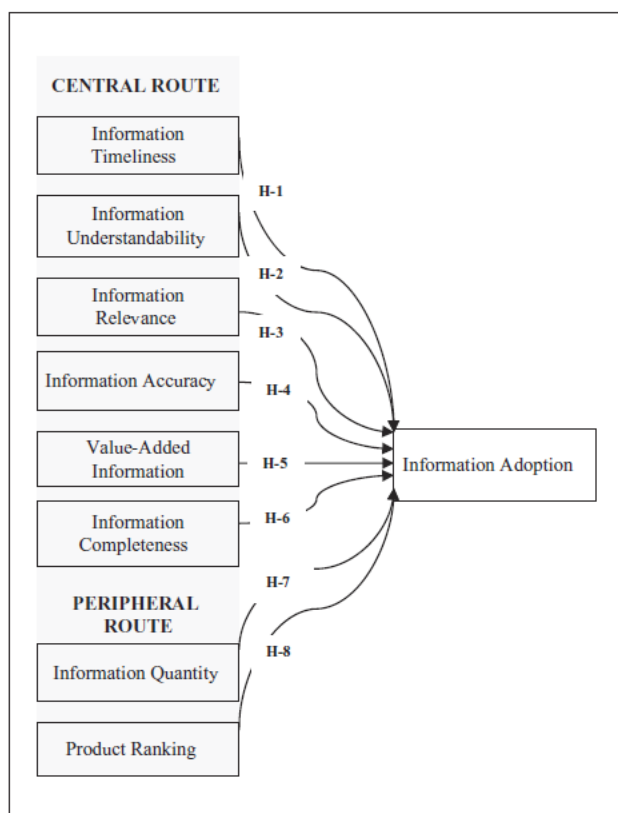 CENTRAL ROUTE
Information
Timeliness
H-1
Information
Understandability
H-2
Information
Relevance
H-3
Information Accuracy
H-4
Value-Added
Information
H-5
Information Adoption
Information
Completeness
H-6
PERIPHERAL
ROUTE
H-7
Information Quantity
H-8
Product Ranking